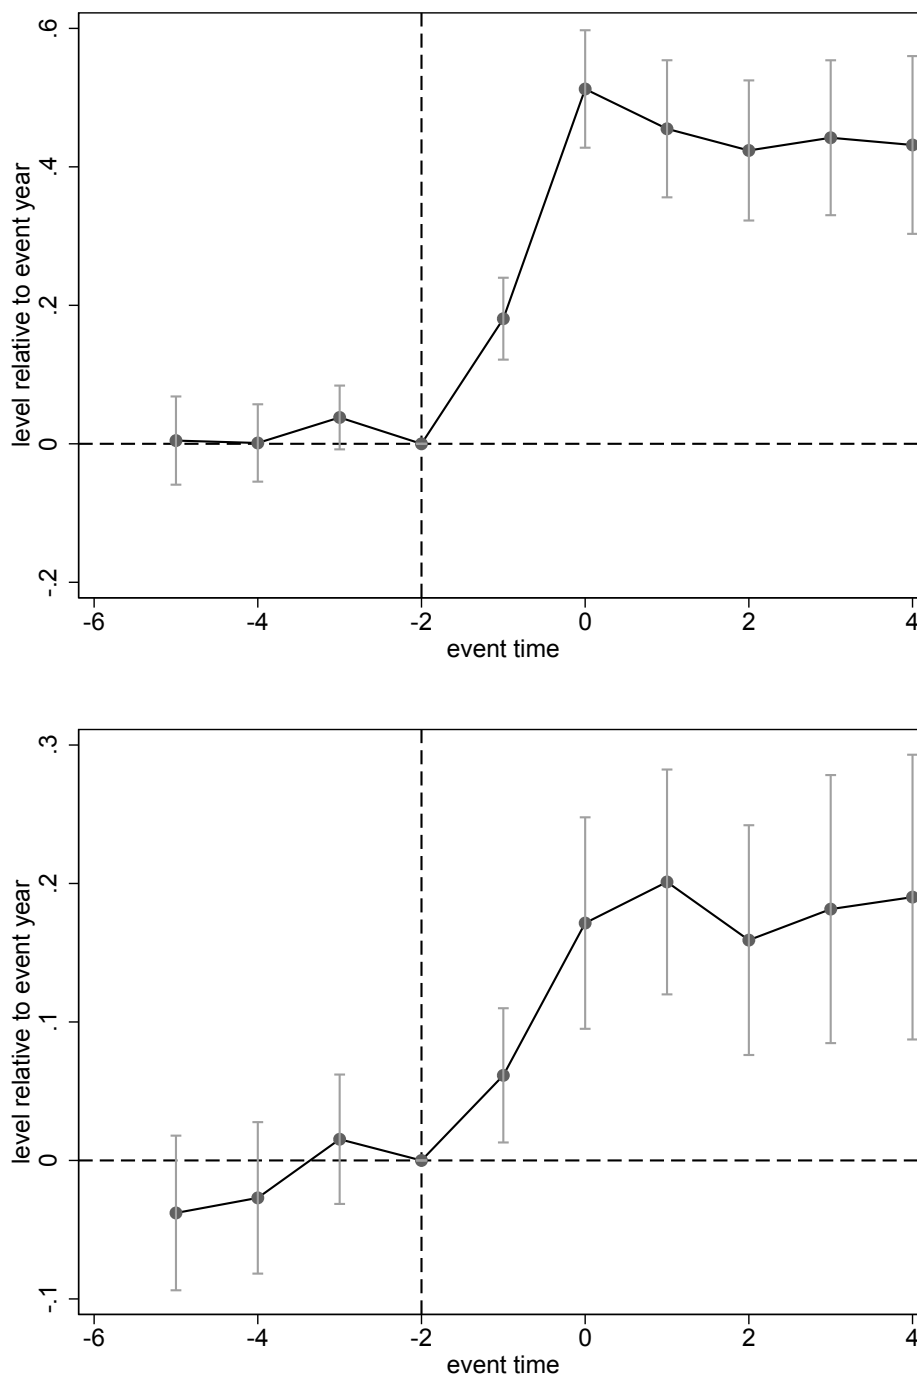 .6
.4
.2
0
-.2
level relative to event year
-6 -4 -2 0 2 4
event time
.3
.2
.1
0
-.1
level relative to event year
-6 -4 -2 0 2 4
event time